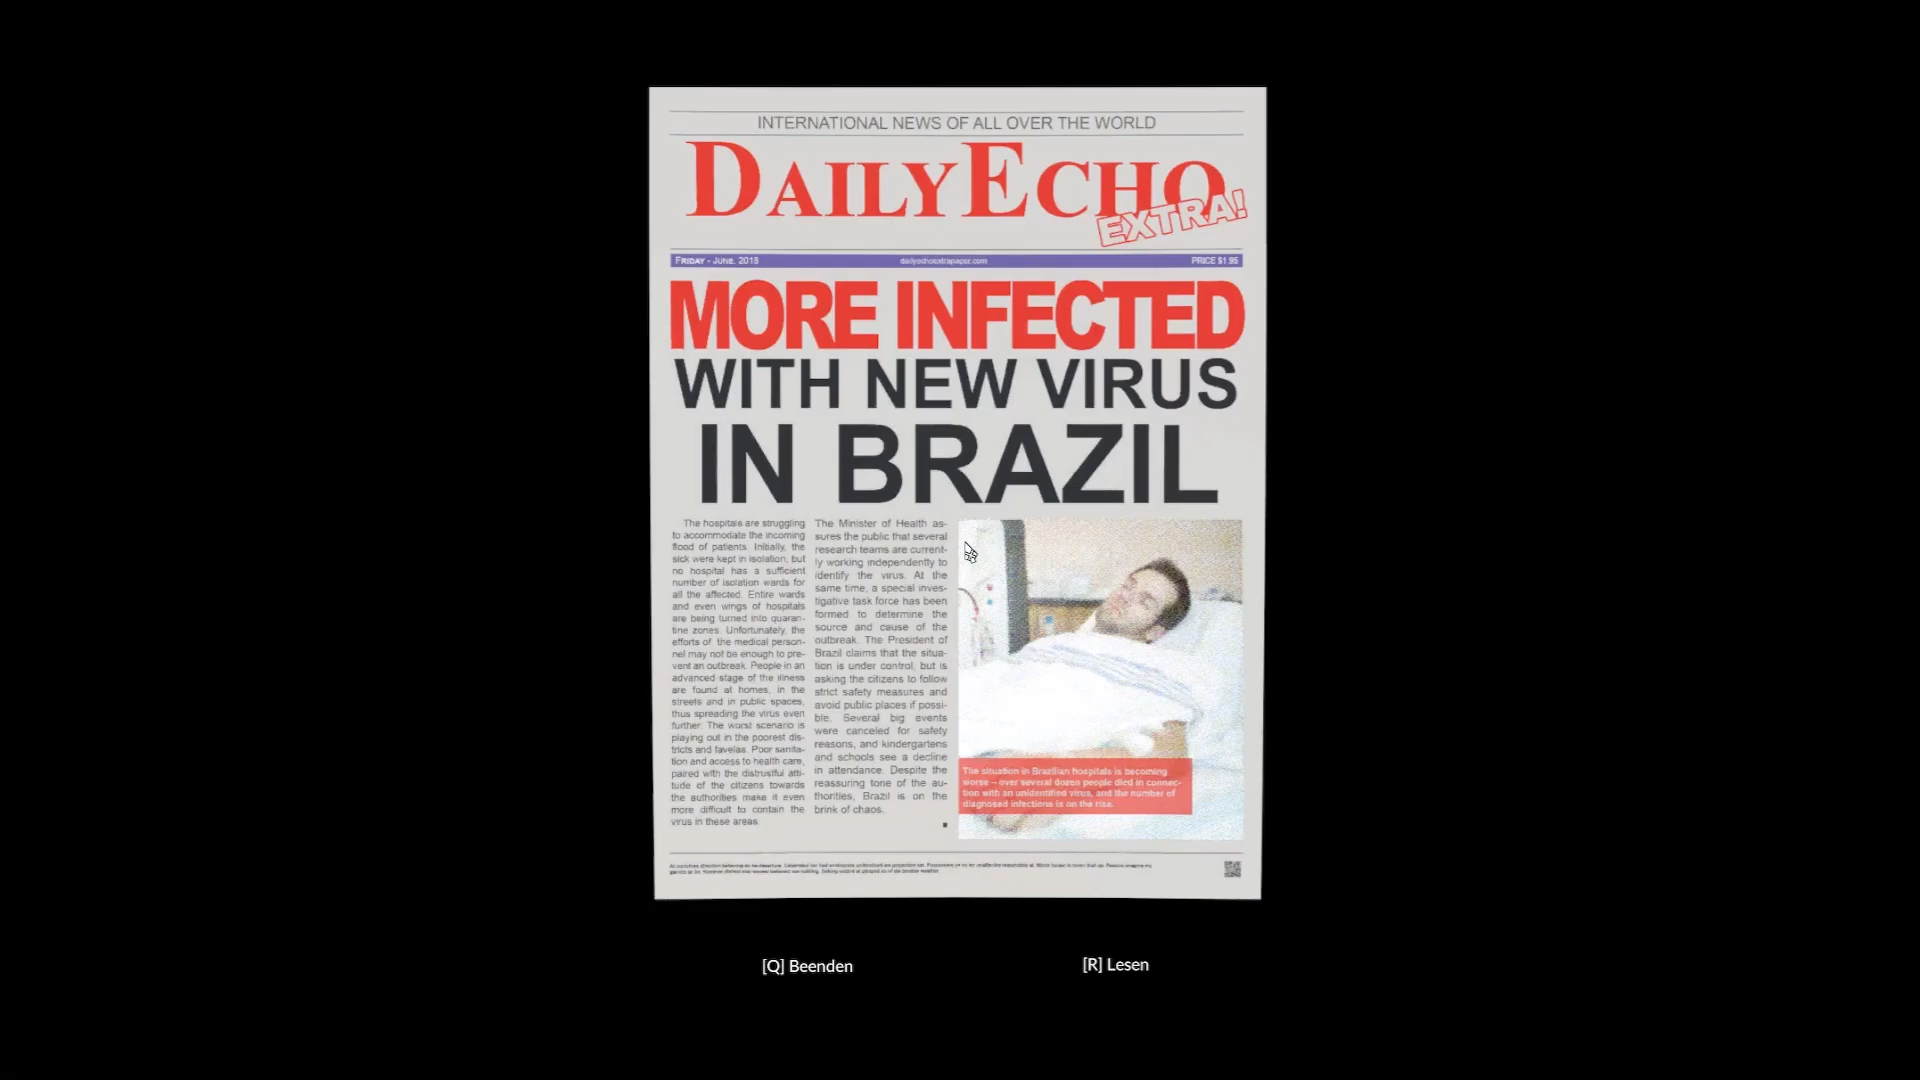 INTERNATIONAL NEWS OF ALL OVER THE WORLD
DAILY ECHO
EXTRA!
FRIDAY - JUNE, 2018
dailyechoextrapaper.com
PRICE $1.95
MORE INFECTED
WITH NEW VIRUS
IN BRAZIL
The hospitals are struggling
to accommodate the incoming
flood of patients. Initially, the
sick were kept in isolation, but
no hospital has a sufficient
number of isolation wards for
all the affected. Entire wards
and even wings of hospitals
are being turned into quaran-
tine zones. Unfortunately, the
efforts of the medical person-
nel may not be enough to pre-
vent an outbreak. People in an
advanced stage of the illness
are found at homes, in the
streets and in public spaces,
thus spreading the virus even
further. The worst scenario is
playing out in the poorest dis-
tricts and favelas. Poor sanita-
tion and access to health care,
paired with the distrustful atti-
tude of the citizens towards
the authorities make it even
more difficult to contain the
virus in these areas.
The Minister of Health as-
sures the public that several
research teams are current-
ly working independently to
identify the virus. At the
same time, a special inves-
tigative task force has been
formed to determine the
source and cause of the
outbreak. The President of
Brazil claims that the situa-
tion is under control, but is
asking the citizens to follow
strict safety measures and
avoid public places if possi-
ble. Several big events
were canceled for safety
reasons, and kindergartens
and schools see a decline
in attendance. Despite the
reassuring tone of the au-
thorities, Brazil is on the
brink of chaos.
The situation in Brazilian hospitals is becoming
worse – over several dozen people died in connec-
tion with an unidentified virus, and the number of
diagnosed infections is on the rise.
[Q] Beenden
[R] Lesen